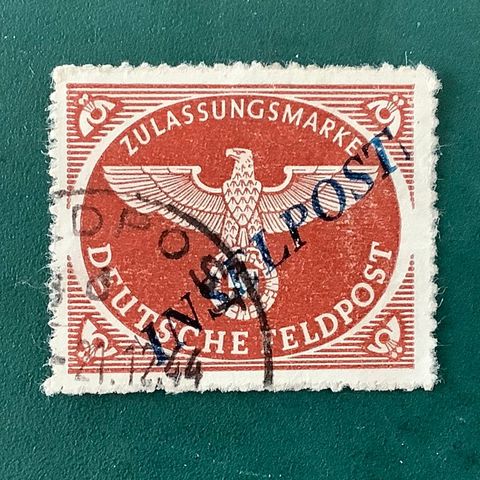 ZULASSUNGSMARKE
INSELPOST
DEUTSCHE FELDPOST
21.12.44